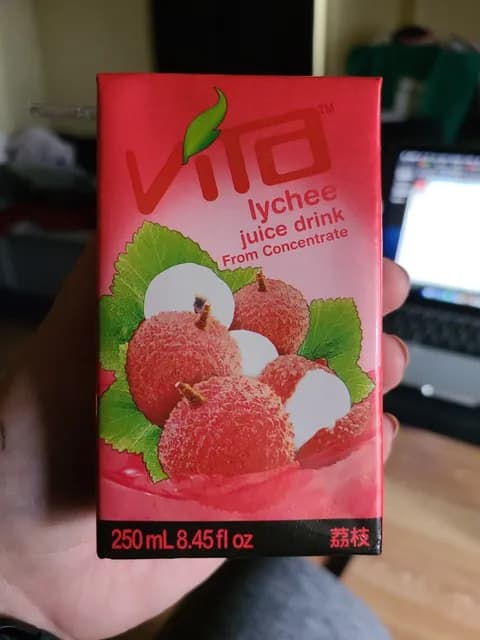 Vita™
lychee
juice drink
From Concentrate
250 mL 8.45 fl oz 荔枝